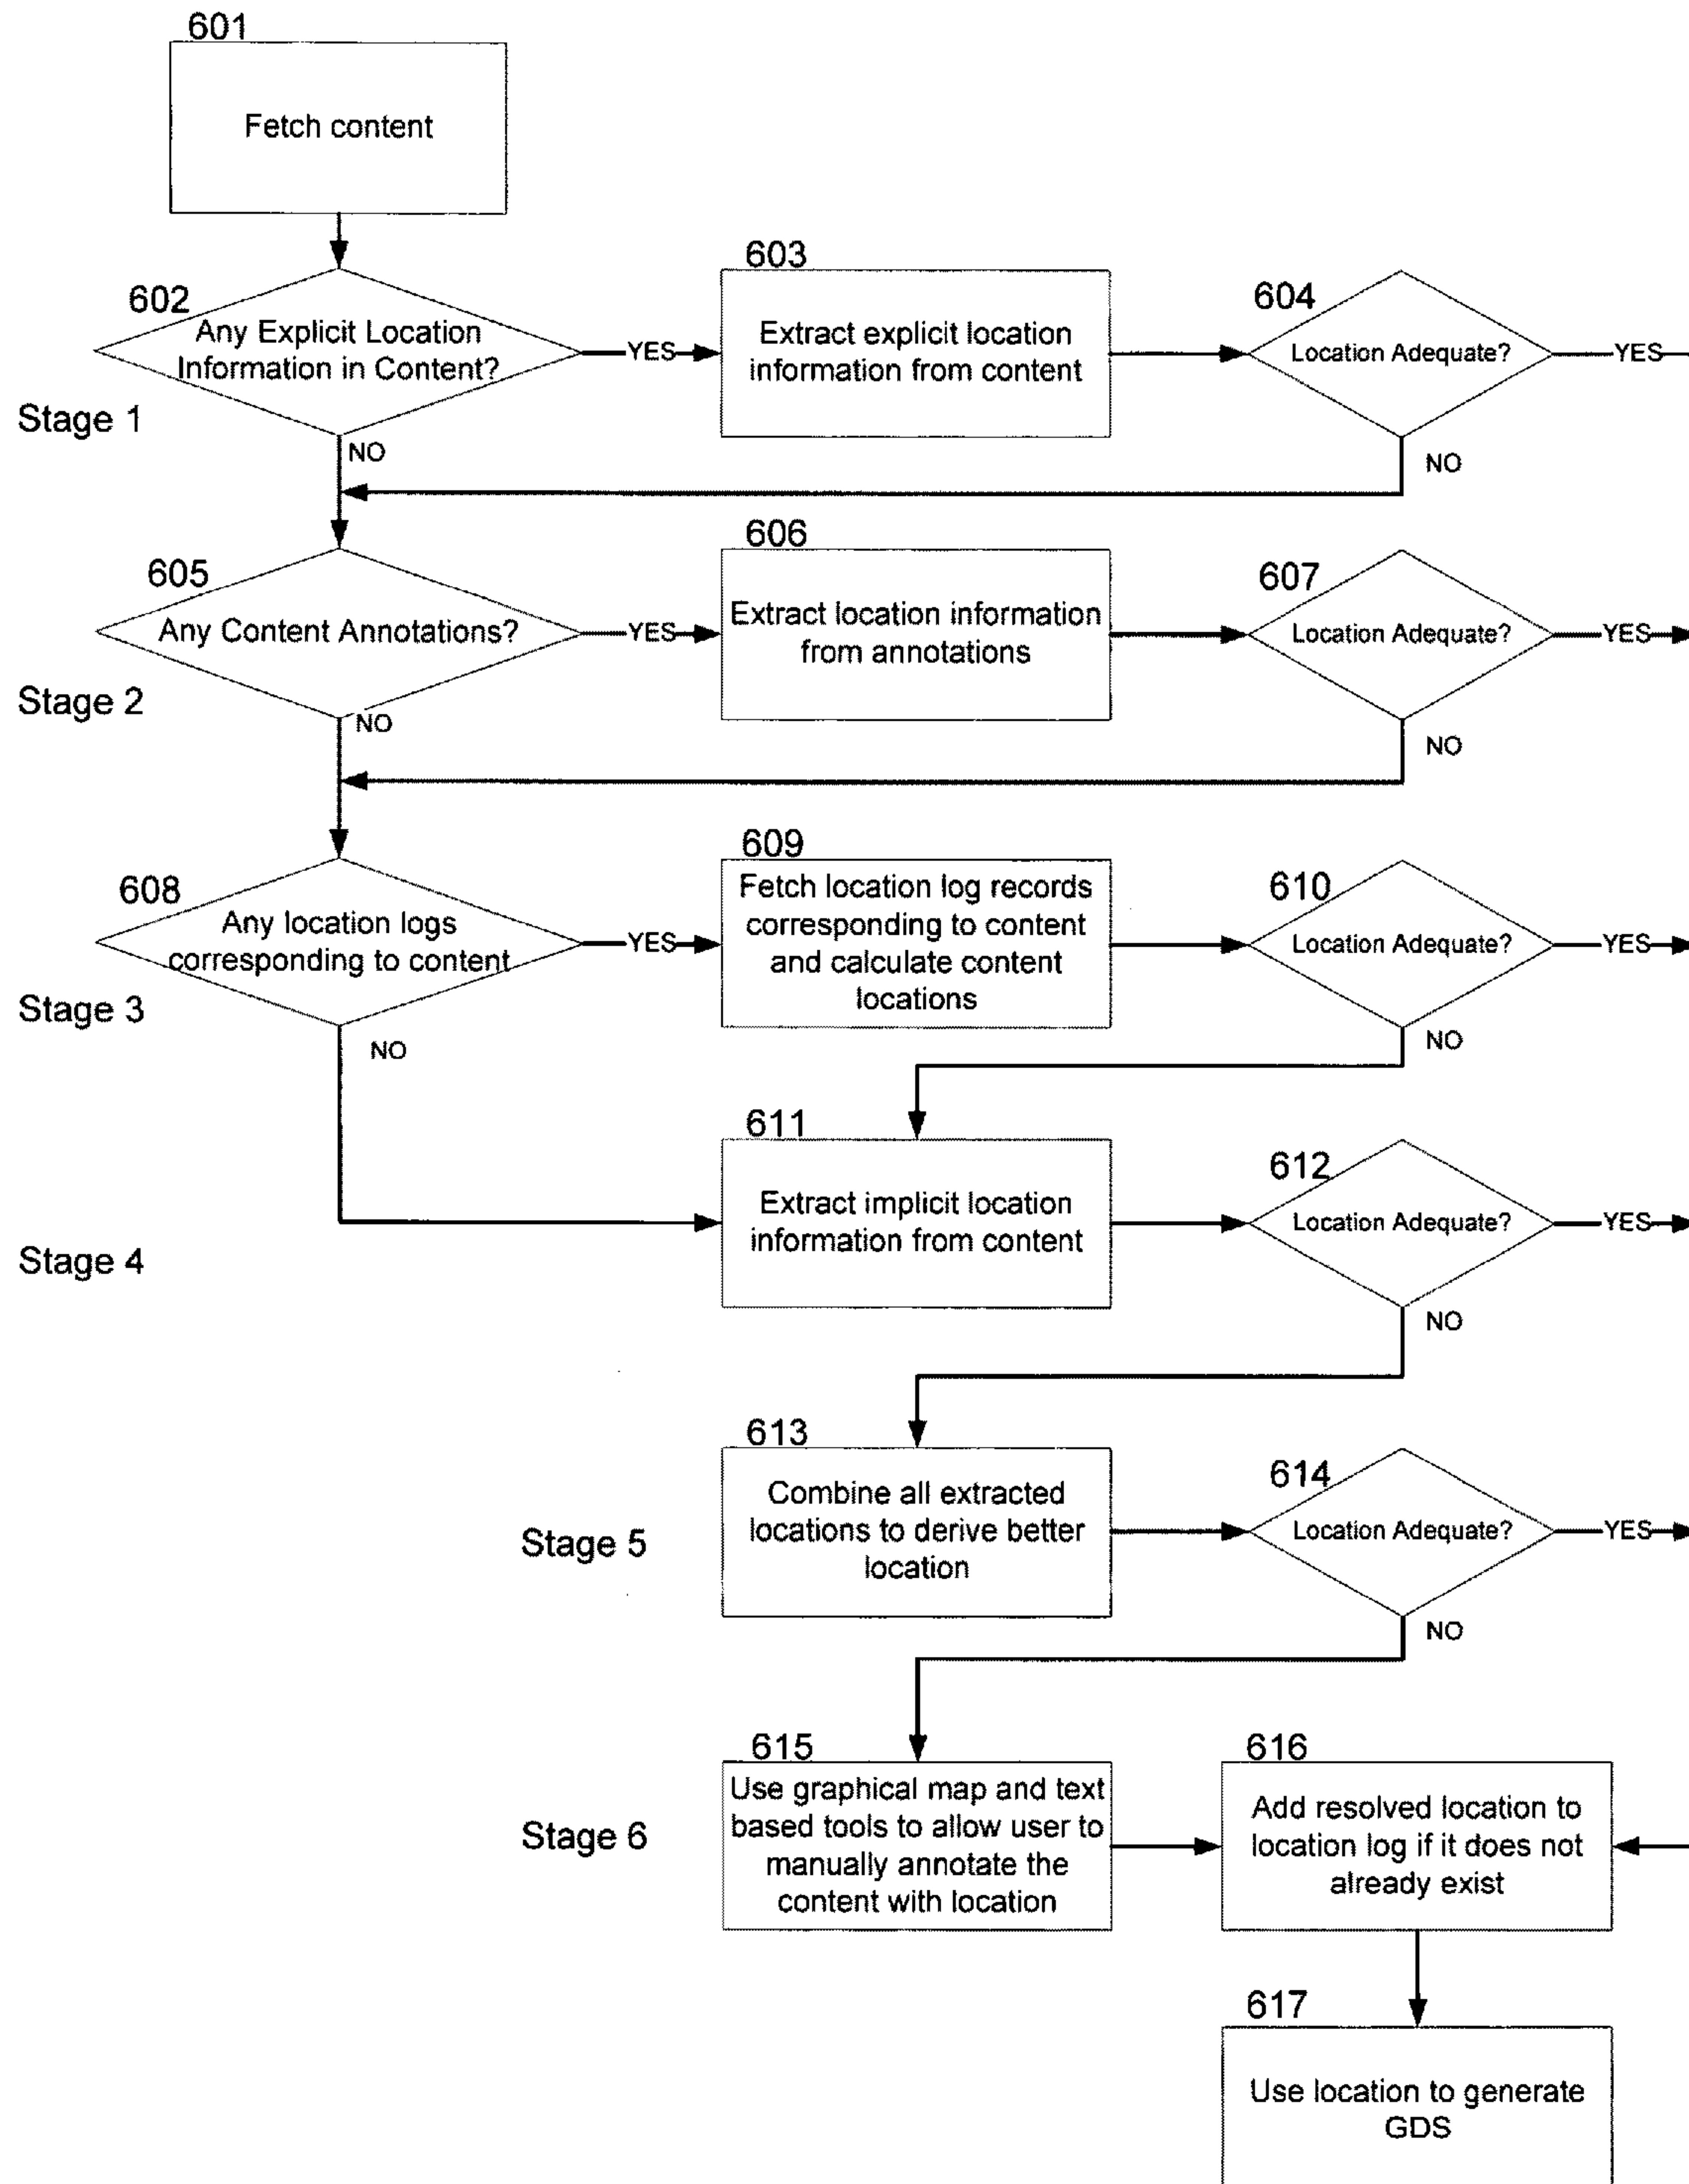 601
Fetch content
602
Any Explicit Location
Information in Content?
YES
603
Extract explicit location
information from content
604
Location Adequate?
YES
Stage 1
NO
NO
605
Any Content Annotations?
YES
606
Extract location information
from annotations
607
Location Adequate?
YES
Stage 2
NO
NO
608
Any location logs
corresponding to content
YES
609
Fetch location log records
corresponding to content
and calculate content
locations
610
Location Adequate?
YES
Stage 3
NO
NO
611
Extract implicit location
information from content
612
Location Adequate?
YES
Stage 4
NO
613
Combine all extracted
locations to derive better
location
614
Location Adequate?
YES
Stage 5
NO
615
Use graphical map and text
based tools to allow user to
manually annotate the
content with location
616
Add resolved location to
location log if it does not
already exist
Stage 6
617
Use location to generate
GDS